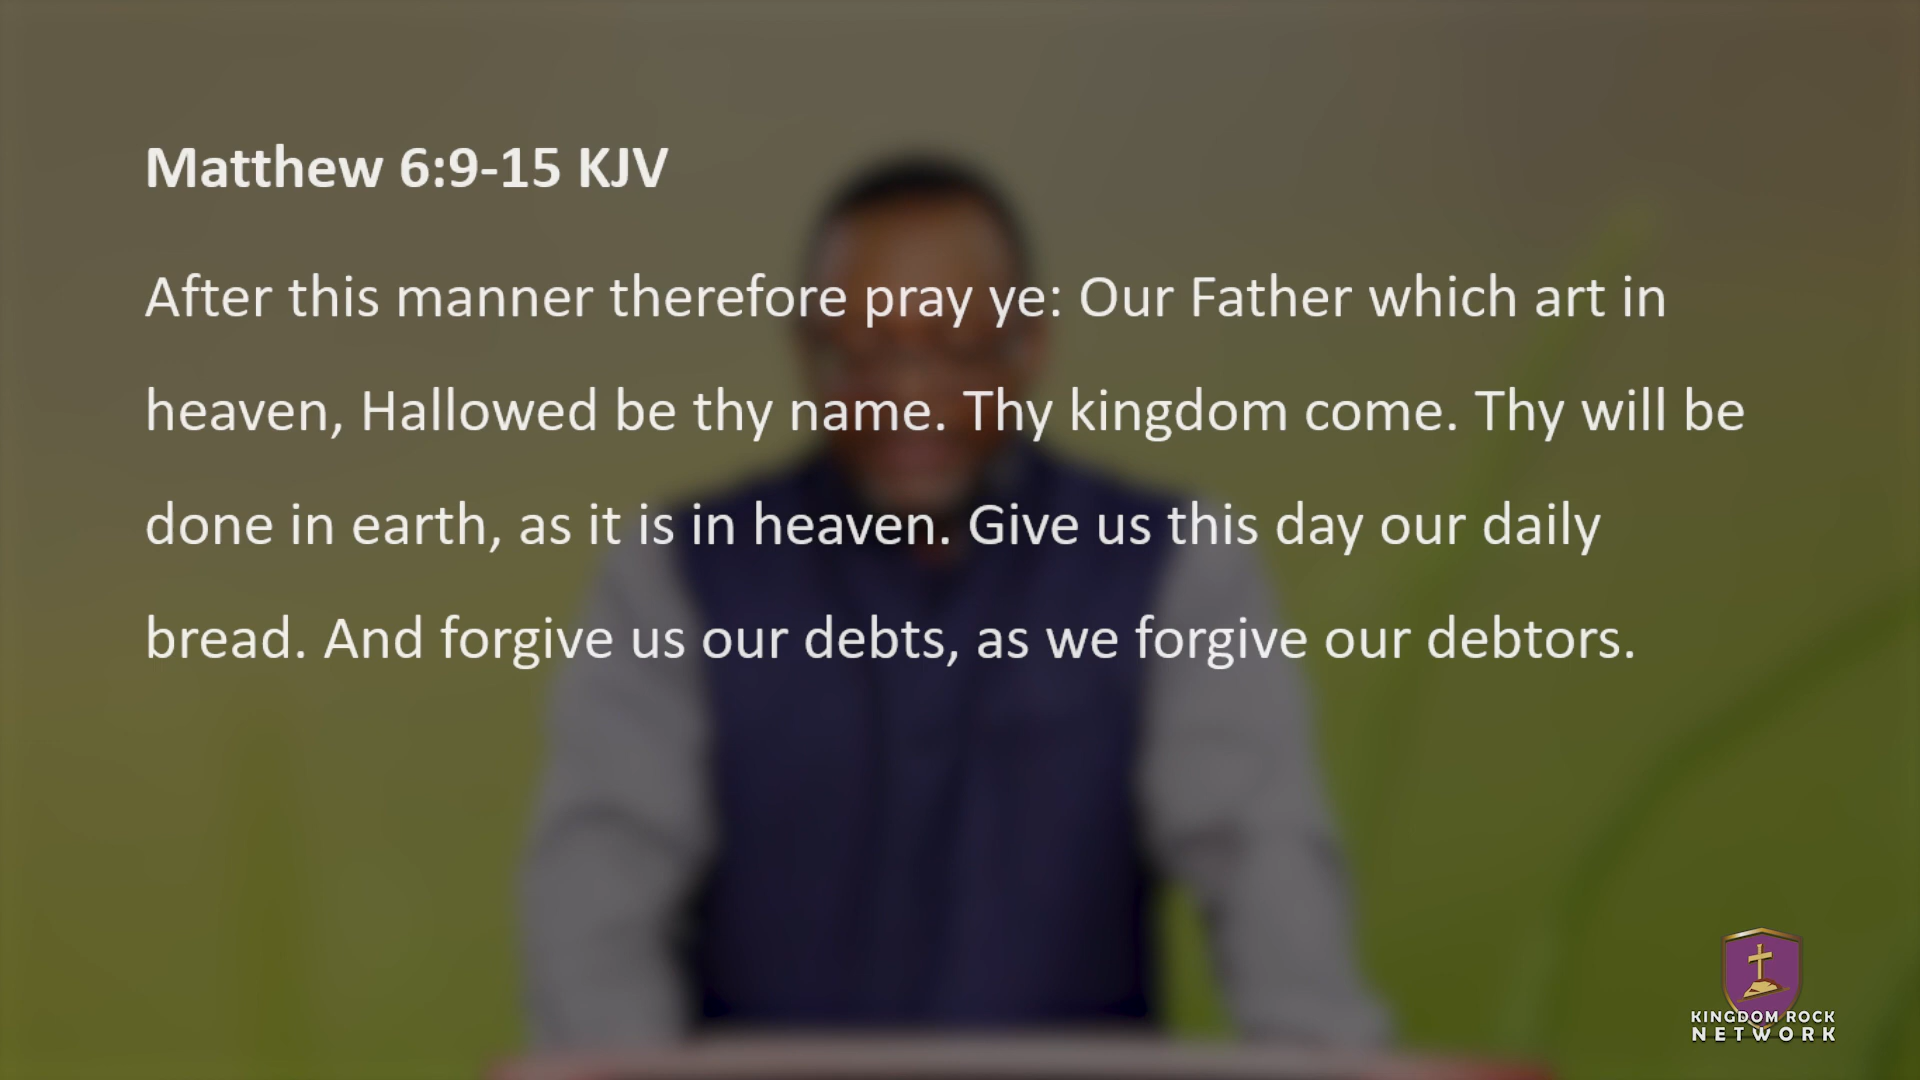 Matthew 6:9-15 KJV
After this manner therefore pray ye: Our Father which art in
heaven, Hallowed be thy name. Thy kingdom come. Thy will be
done in earth, as it is in heaven. Give us this day our daily
bread. And forgive us our debts, as we forgive our debtors.
KINGDOM ROCK
NETWORK